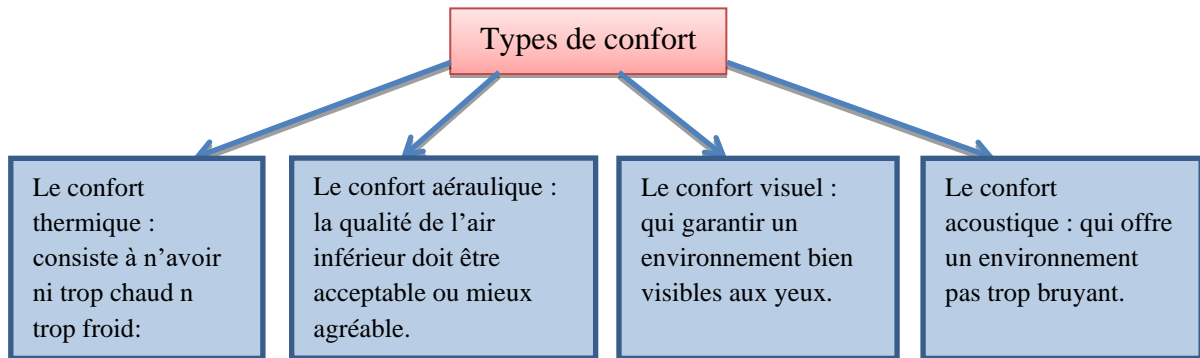 Types de confort
Le confort
thermique :
consiste à n’avoir
ni trop chaud n
trop froid:
Le confort aéraulique :
la qualité de l’air
inférieur doit être
acceptable ou mieux
agréable.
Le confort visuel :
qui garantir un
environnement bien
visibles aux yeux.
Le confort
acoustique : qui offre
un environnement
pas trop bruyant.